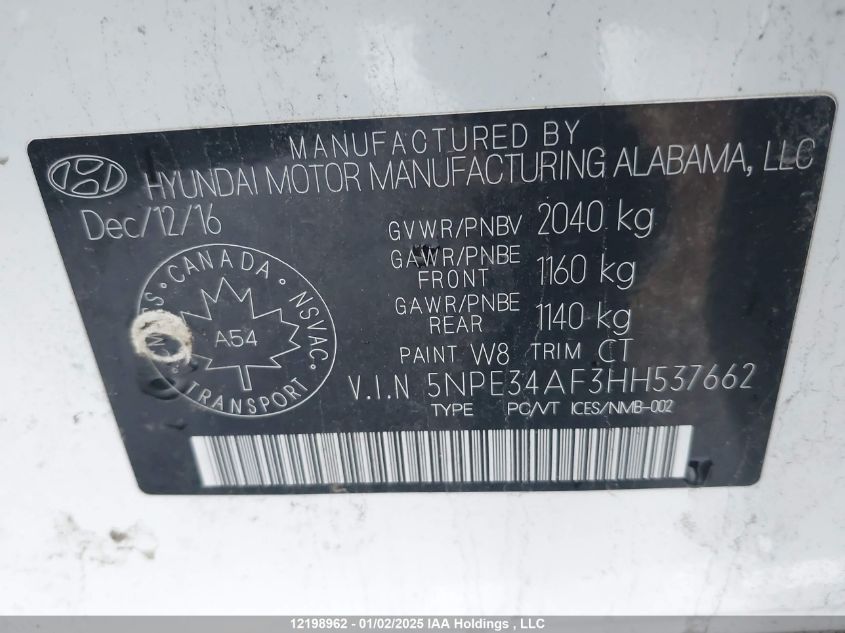 MANUFACTURED BY
HYUNDAI MOTOR MANUFACTURING ALABAMA, LLC
Dec/12/16
GVWR/PNBV 2040 kg
GAWR/PNBE FRONT 1160 kg
GAWR/PNBE REAR 1140 kg
PAINT W8 TRIM CT
V.I.N 5NPE34AF3HH537662
TYPE PC/VT ICES/NMB-002
CANADA
NSVAC
TRANSPORT
A54
12198962 - 01/02/2025 IAA Holdings , LLC